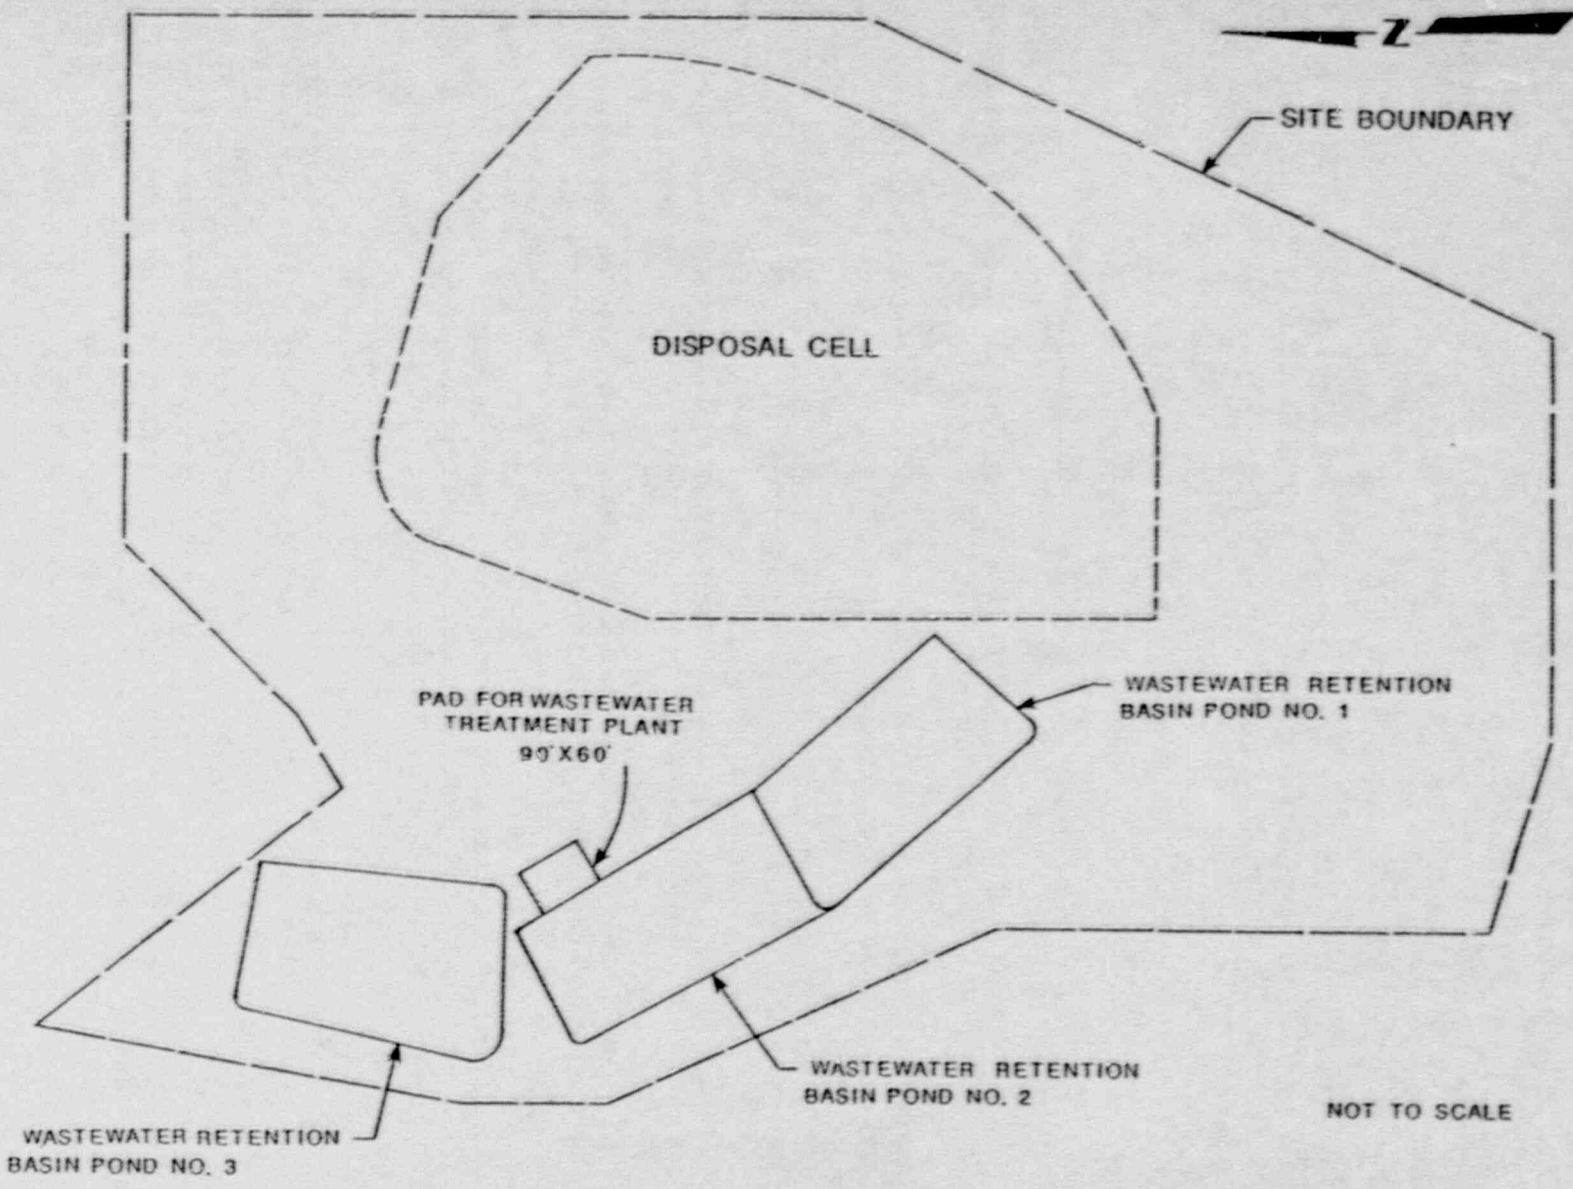 Z
SITE BOUNDARY
DISPOSAL CELL
PAD FOR WASTEWATER
TREATMENT PLANT
90'X60'
WASTEWATER RETENTION
BASIN POND NO. 1
WASTEWATER RETENTION
BASIN POND NO. 2
NOT TO SCALE
WASTEWATER RETENTION
BASIN POND NO. 3